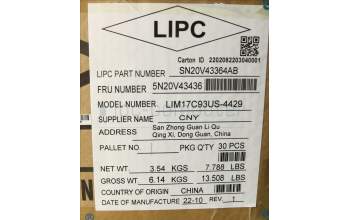 LIPC
Carton ID 2202082203040001
LIPC PART NUMBER SN20V43364AB
FRU NUMBER 5N20V43436
MODEL NUMBER LIM17C93US-4429
SUPPLIER NAME CNY
ADDRESS San Zhong Guan Li Qu
Qing Xi, Dong Guan, China
PALLET PKG Q'TY 30 PCS
NET WT. 3.54 KGS 7.788 LBS
GROSS WT. 6.14 KGS 13.508 LBS
COUNTRY OF ORIGIN CHINA
DATE OF MANUFACTURE 22-10 REV. 1